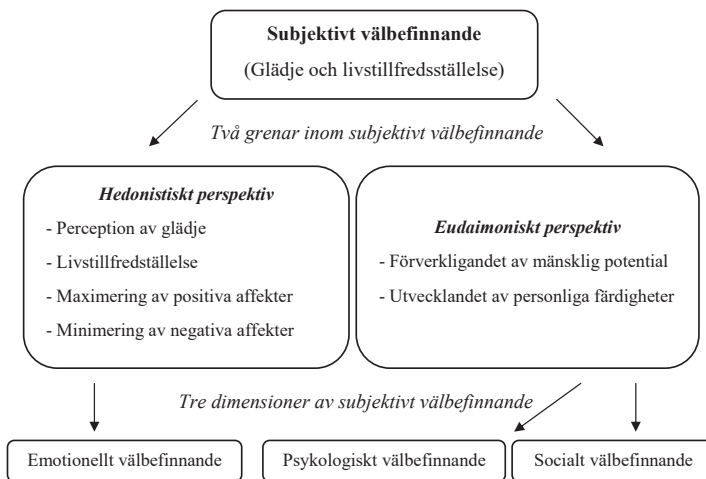 Subjektivt välbefinnande
(Glädje och livstillfredsställelse)
Två grenar inom subjektivt välbefinnande
Hedonistiskt perspektiv
- Perception av glädje
- Livstillfredställelse
- Maximering av positiva affekter
- Minimering av negativa affekter
Eudaimoniskt perspektiv
- Förverkligandet av mänsklig potential
- Utvecklandet av personliga färdigheter
Tre dimensioner av subjektivt välbefinnande
Emotionellt välbefinnande
Psykologiskt välbefinnande
Socialt välbefinnande